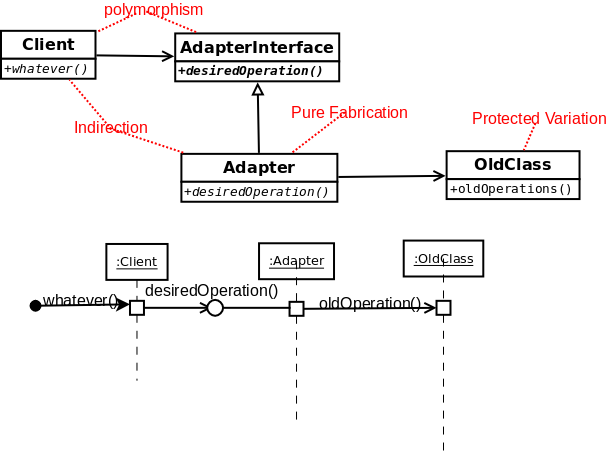 polymorphism
Client
+whatever()
AdapterInterface
+desiredOperation()
Indirection
Pure Fabrication
Protected Variation
Adapter
+desiredOperation()
OldClass
+oldOperations()
:Client
:Adapter
:OldClass
whatever()
desiredOperation()
oldOperation()